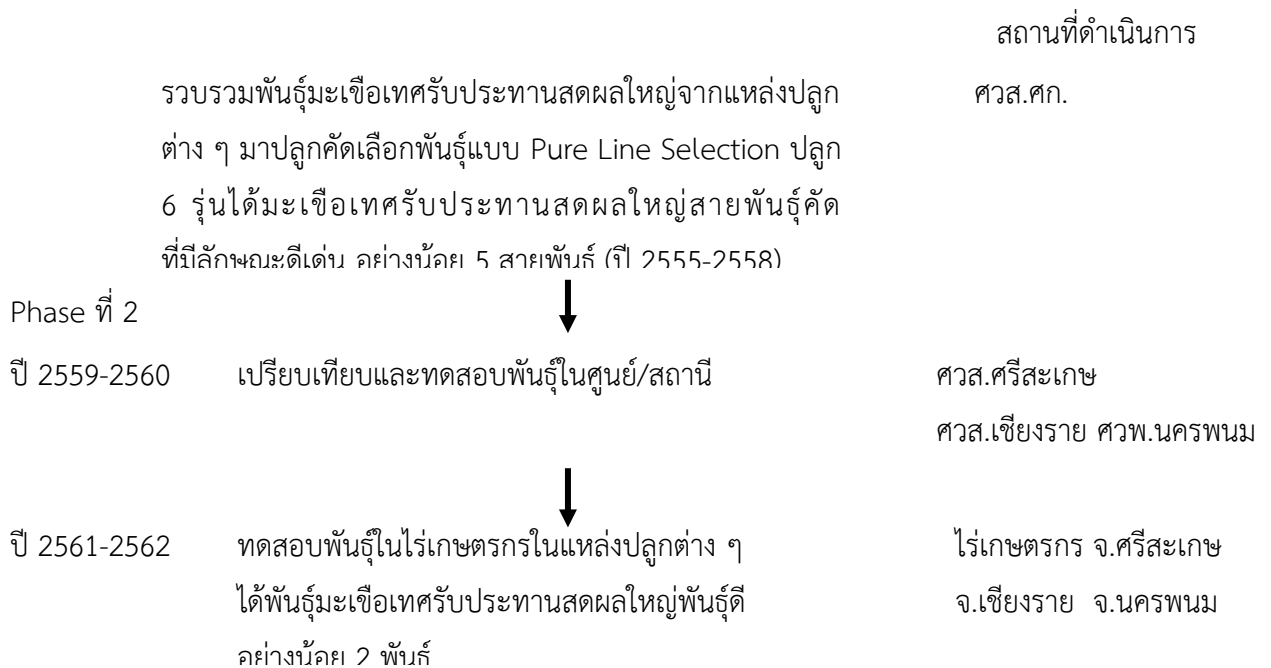 สถานที่ดำเนินการ
รวบรวมพันธุ์มะเขือเทศรับประทานสดผลใหญ่จากแหล่งปลูก ศวส.ศก.
ต่าง ๆ มาปลูกคัดเลือกพันธุ์แบบ Pure Line Selection ปลูก
6 รุ่นได้มะเขือเทศรับประทานสดผลใหญ่สายพันธุ์คัด
ที่มีลักษณะดีเด่น อย่างน้อย 5 สายพันธุ์ (ปี 2555-2558)
Phase ที่ 2
ปี 2559-2560 เปรียบเทียบและทดสอบพันธุ์ในศูนย์/สถานี ศวส.ศรีสะเกษ
ศวส.เชียงราย ศวพ.นครพนม
ปี 2561-2562 ทดสอบพันธุ์ในไร่เกษตรกรในแหล่งปลูกต่าง ๆ ไร่เกษตรกร จ.ศรีสะเกษ
ได้พันธุ์มะเขือเทศรับประทานสดผลใหญ่พันธุ์ดี จ.เชียงราย จ.นครพนม
อย่างน้อย 2 พันธุ์